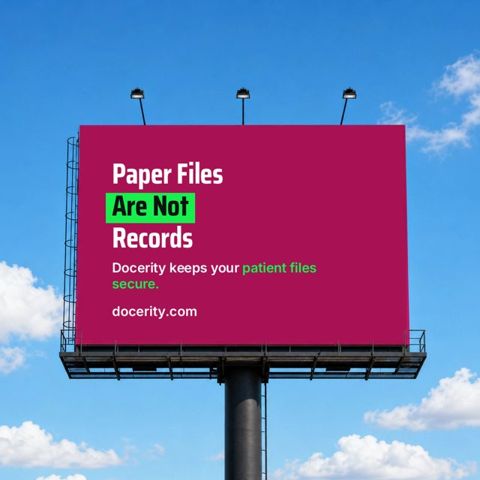 Paper Files
Are Not
Records
Docerity keeps your patient files
secure.
docerity.com